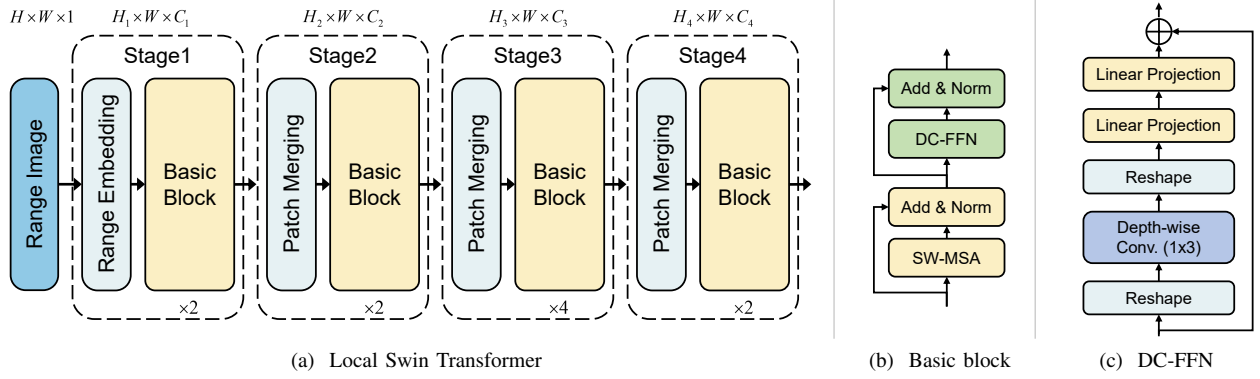 H×W×1
H₁×W×C₁
H₂×W×C₂
H₃×W×C₃
H₄×W×C₄
Stage1
Stage2
Stage3
Stage4
Range Image
Range Embedding
Basic
Block
Patch Merging
Basic
Block
Patch Merging
Basic
Block
Patch Merging
Basic
Block
×2
×2
×4
×2
(a) Local Swin Transformer
Add & Norm
DC-FFN
Add & Norm
SW-MSA
(b) Basic block
Linear Projection
Linear Projection
Reshape
Depth-wise
Conv. (1x3)
Reshape
(c) DC-FFN